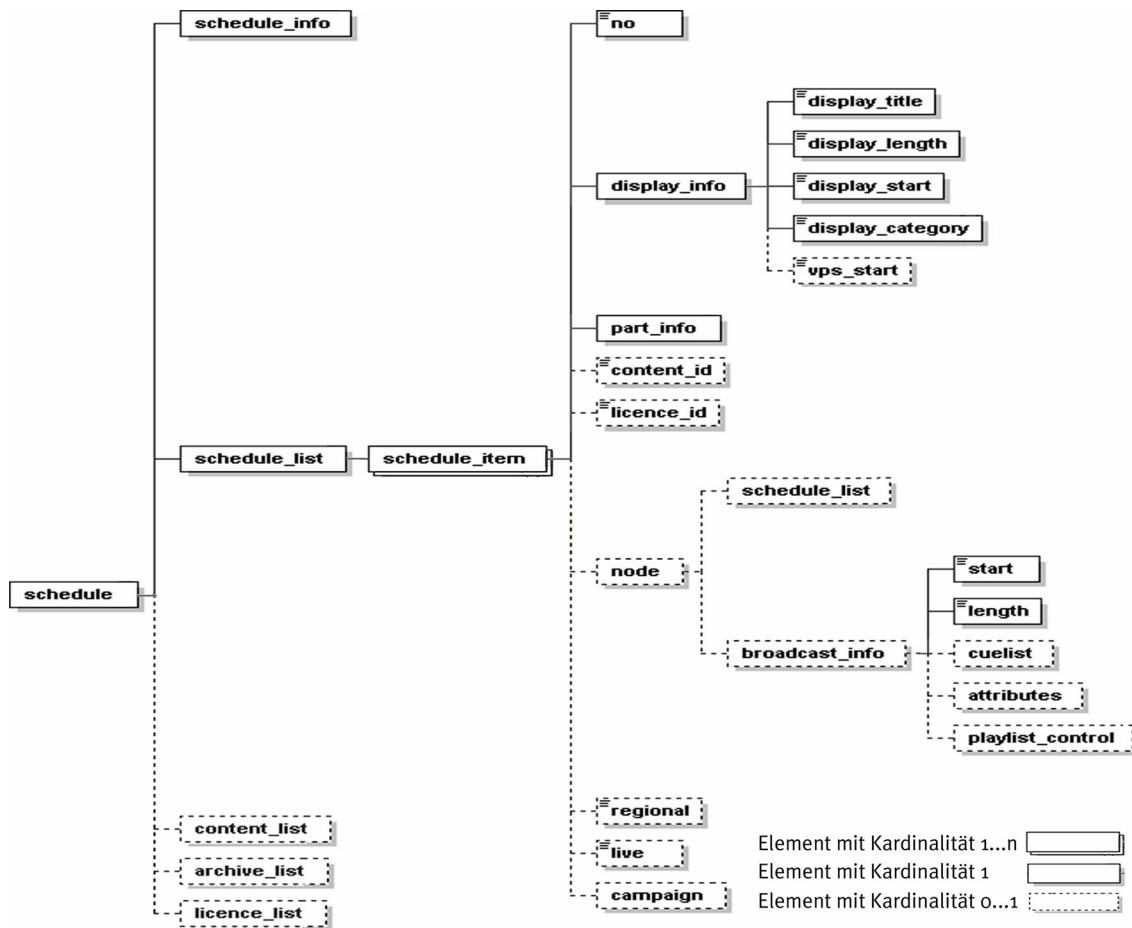 schedule_info
no
display_title
display_length
display_info
display_start
display_category
vps_start
part_info
content_id
licence_id
schedule_list
schedule_item
schedule_list
node
start
schedule
length
broadcast_info
cuelist
attributes
playlist_control
regional
content_list
Element mit Kardinalität 1...n
live
archive_list
Element mit Kardinalität 1
campaign
licence_list
Element mit Kardinalität 0...1